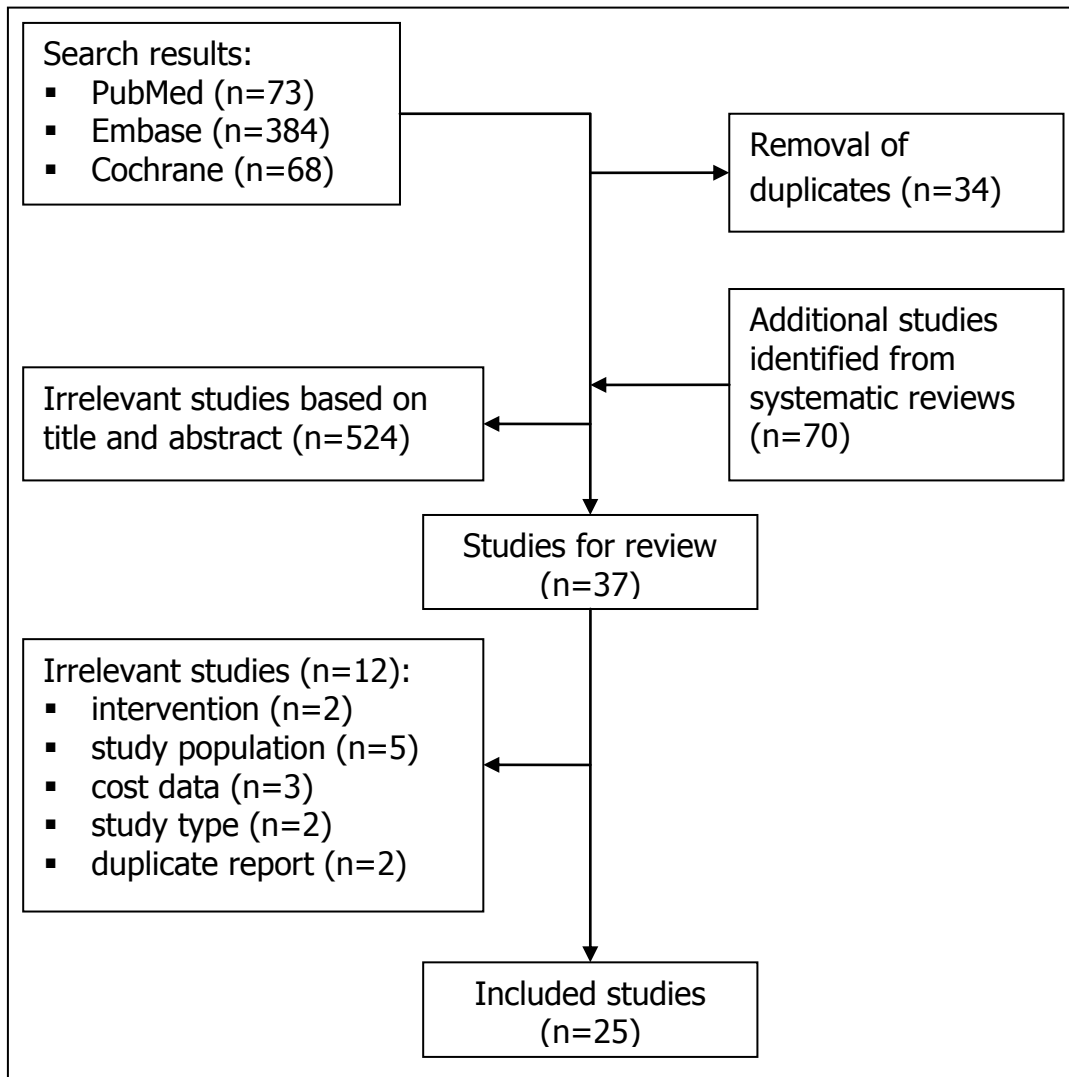 Search results:
▪ PubMed (n=73)
▪ Embase (n=384)
▪ Cochrane (n=68)
Removal of
duplicates (n=34)
Additional studies
identified from
systematic reviews
(n=70)
Irrelevant studies based on
title and abstract (n=524)
Studies for review
(n=37)
Irrelevant studies (n=12):
▪ intervention (n=2)
▪ study population (n=5)
▪ cost data (n=3)
▪ study type (n=2)
▪ duplicate report (n=2)
Included studies
(n=25)